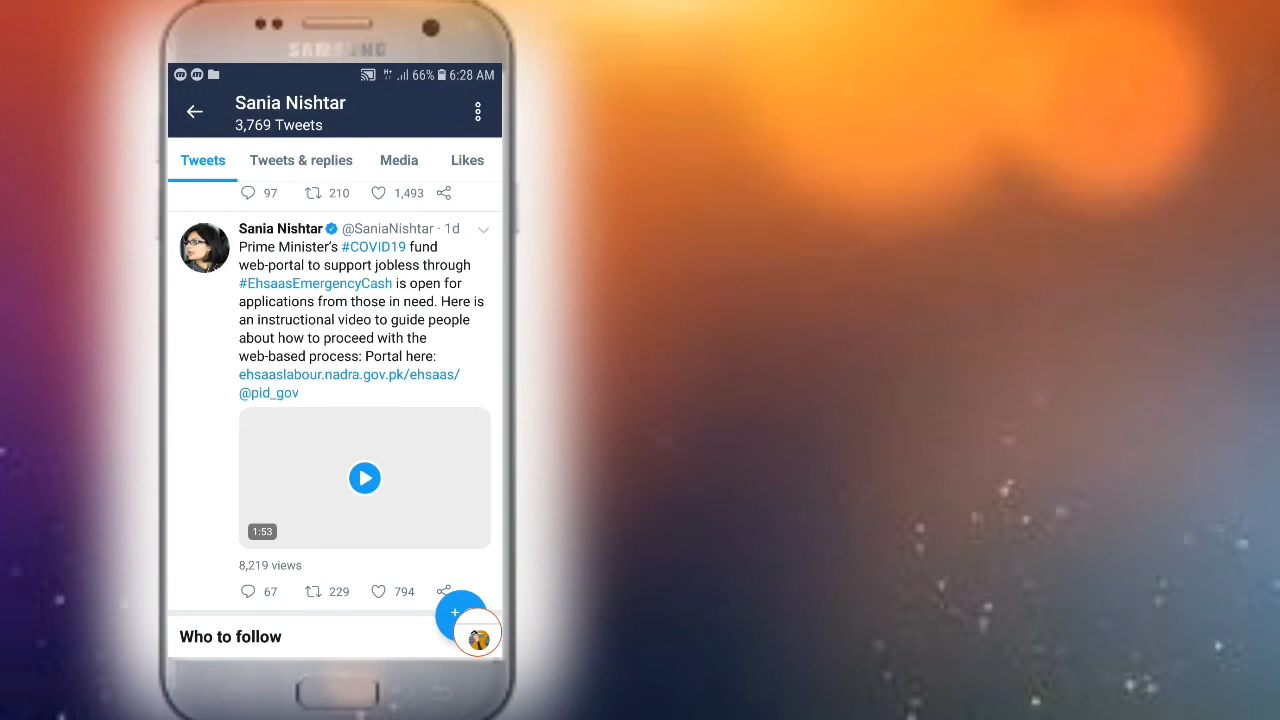 SAMSUNG
66% 6:28 AM
Sania Nishtar
3,769 Tweets
Tweets Tweets & replies Media Likes
97 210 1,493
Sania Nishtar @SaniaNishtar · 1d
Prime Minister's #COVID19 fund
web-portal to support jobless through
#EhsaasEmergencyCash is open for
applications from those in need. Here is
an instructional video to guide people
about how to proceed with the
web-based process: Portal here:
ehsaaslabour.nadra.gov.pk/ehsaas/
@pid_gov
1:53
8,219 views
67 229 794
Who to follow